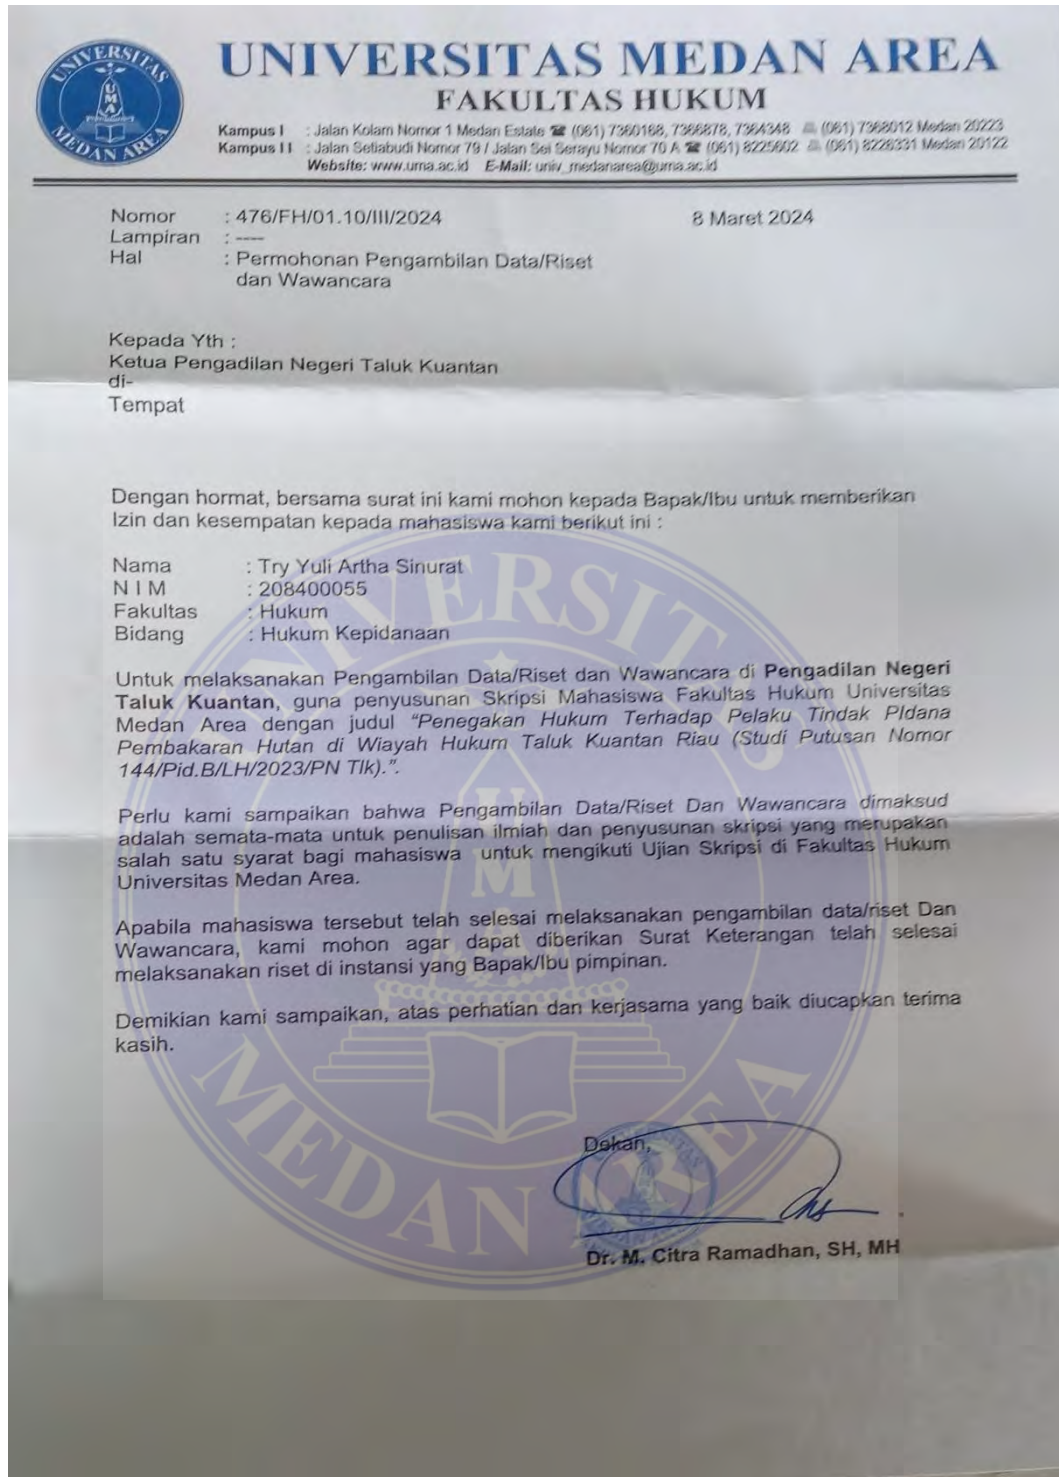 UNIVERSITAS MEDAN AREA
FAKULTAS HUKUM
Kampus I : Jalan Kolam Nomor 1 Medan Estate ☎ (061) 7360168, 7366878, 7364348 (061) 7368012 Medan 20223
Kampus II : Jalan Setiabudi Nomor 79 / Jalan Sei Serayu Nomor 70 A ☎ (061) 8225602 (061) 8226331 Medan 20122
Website: www.uma.ac.id E-Mail: univ_medanarea@uma.ac.id
UNIVERSITAS
UMA
MEDAN AREA
Nomor : 476/FH/01.10/III/2024 8 Maret 2024
Lampiran : ----
Hal : Permohonan Pengambilan Data/Riset
dan Wawancara
Kepada Yth :
Ketua Pengadilan Negeri Taluk Kuantan
di-
Tempat
Dengan hormat, bersama surat ini kami mohon kepada Bapak/Ibu untuk memberikan
Izin dan kesempatan kepada mahasiswa kami berikut ini :
Nama : Try Yuli Artha Sinurat
N I M : 208400055
Fakultas : Hukum
Bidang : Hukum Kepidanaan
Untuk melaksanakan Pengambilan Data/Riset dan Wawancara di Pengadilan Negeri
Taluk Kuantan, guna penyusunan Skripsi Mahasiswa Fakultas Hukum Universitas
Medan Area dengan judul “Penegakan Hukum Terhadap Pelaku Tindak PIdana
Pembakaran Hutan di Wiayah Hukum Taluk Kuantan Riau (Studi Putusan Nomor
144/Pid.B/LH/2023/PN Tlk).”.
Perlu kami sampaikan bahwa Pengambilan Data/Riset Dan Wawancara dimaksud
adalah semata-mata untuk penulisan ilmiah dan penyusunan skripsi yang merupakan
salah satu syarat bagi mahasiswa untuk mengikuti Ujian Skripsi di Fakultas Hukum
Universitas Medan Area.
Apabila mahasiswa tersebut telah selesai melaksanakan pengambilan data/riset Dan
Wawancara, kami mohon agar dapat diberikan Surat Keterangan telah selesai
melaksanakan riset di instansi yang Bapak/Ibu pimpinan.
Demikian kami sampaikan, atas perhatian dan kerjasama yang baik diucapkan terima
kasih.
Dekan,
Dr. M. Citra Ramadhan, SH, MH
UNIVERSITAS
UMA
MEDAN AREA